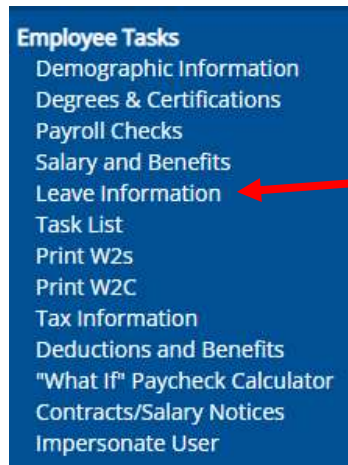 Employee Tasks
Demographic Information
Degrees & Certifications
Payroll Checks
Salary and Benefits
Leave Information
Task List
Print W2s
Print W2C
Tax Information
Deductions and Benefits
"What If" Paycheck Calculator
Contracts/Salary Notices
Impersonate User